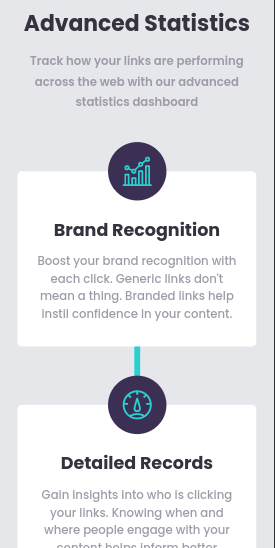 Advanced Statistics
Track how your links are performing
across the web with our advanced
statistics dashboard
Brand Recognition
Boost your brand recognition with
each click. Generic links don't
mean a thing. Branded links help
instil confidence in your content.
Detailed Records
Gain insights into who is clicking
your links. Knowing when and
where people engage with your
content helps inform better